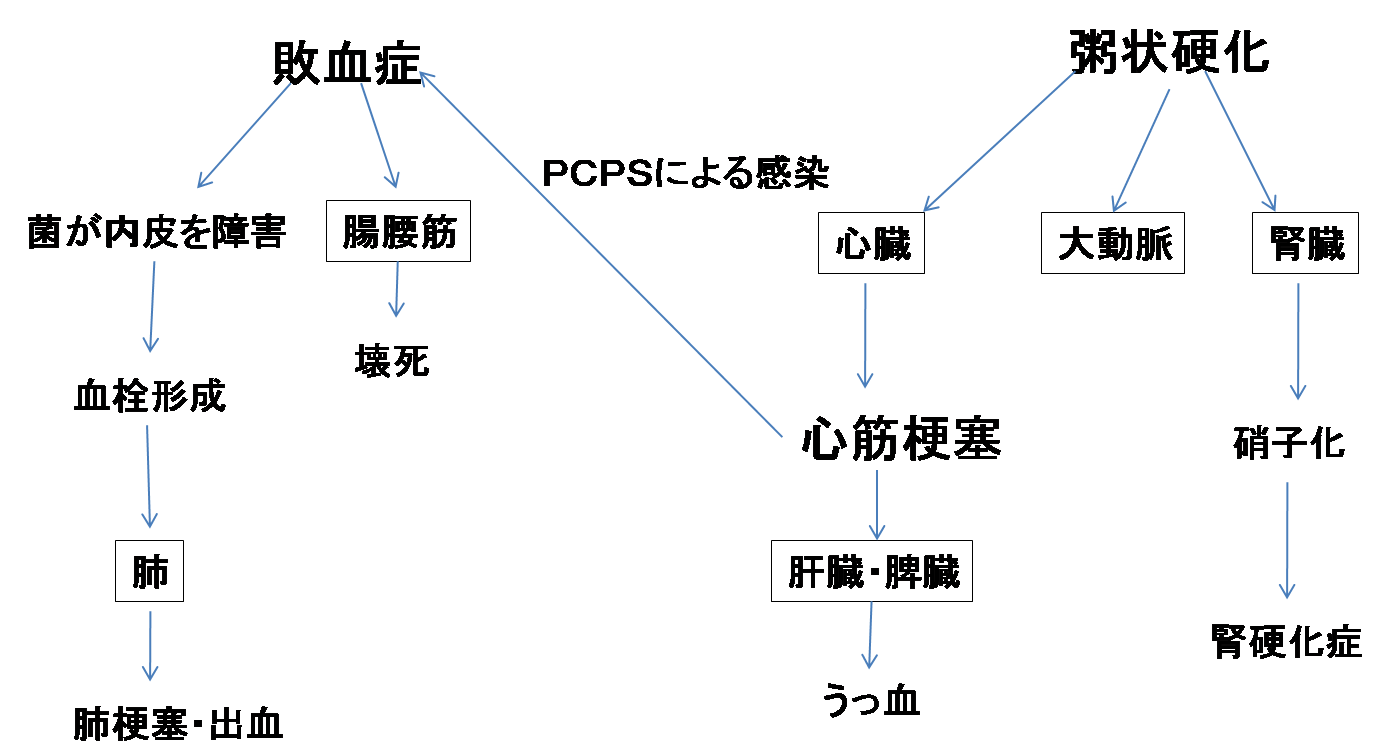 敗血症
粥状硬化
PCPSによる感染
菌が内皮を障害
腸腰筋
心臓
大動脈
腎臓
壊死
血栓形成
心筋梗塞
硝子化
肺
肝臓・脾臓
腎硬化症
うっ血
肺梗塞・出血